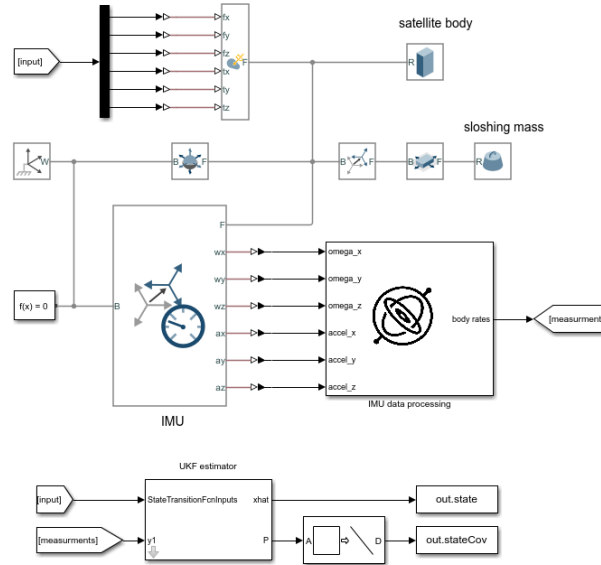 satellite body
fx
fy
fz
tx
ty
tz
F
[input]
R
sloshing mass
W
B
F
B
F
B
F
R
F
wx
wy
wz
ax
ay
az
B
f(x) = 0
IMU
omega_x
omega_y
omega_z
accel_x
accel_y
accel_z
body rates
[measurment
IMU data processing
UKF estimator
[input]
StateTransitionFcnInputs
xhat
out.state
[measurments]
y1
P
A
D
out.stateCov